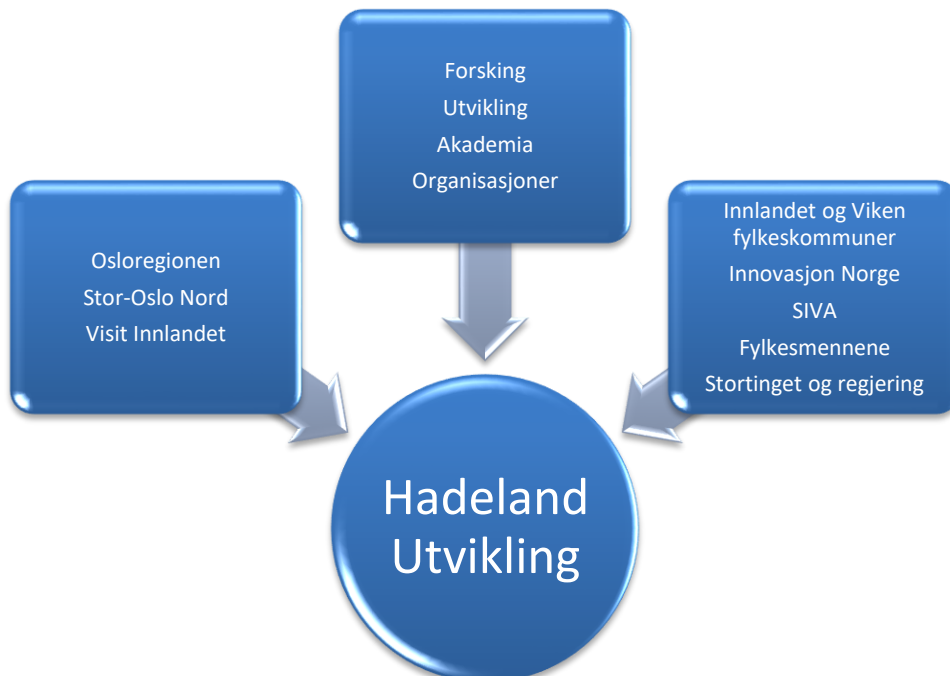 Forsking
Utvikling
Akademia
Organisasjoner
Osloregionen
Stor-Oslo Nord
Visit Innlandet
Innlandet og Viken
fylkeskommuner
Innovasjon Norge
SIVA
Fylkesmennene
Stortinget og regjering
Hadeland
Utvikling